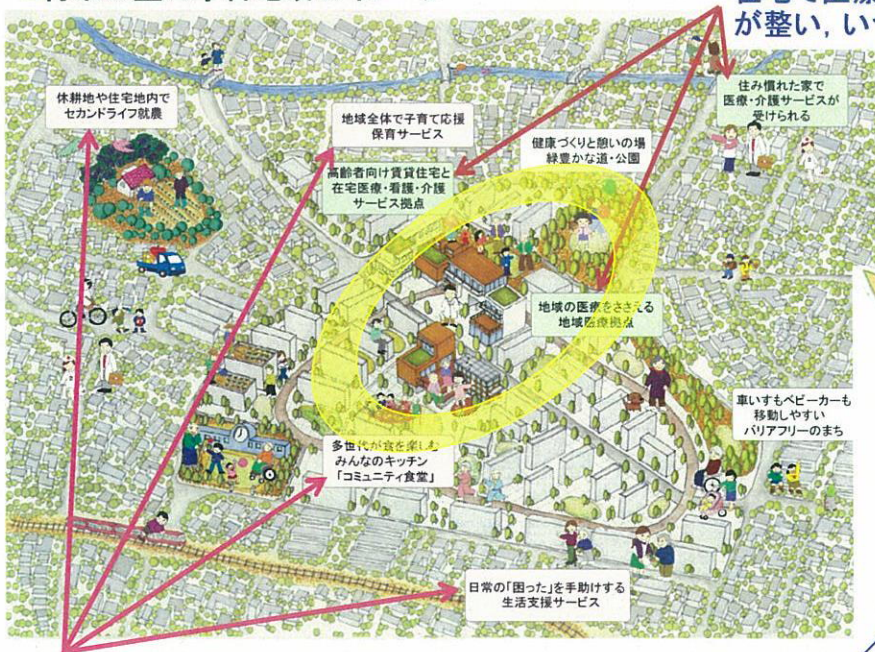 が整い，い
休耕地や住宅地内で
セカンドライフ就農
地域全体で子育て応援
保育サービス
健康づくりと憩いの場
緑豊かな道・公園
住み慣れた家で
医療・介護サービスが
受けられる
高齢者向け賃貸住宅と
在宅医療・看護・介護
サービス拠点
地域の医療をささえる
地域医療拠点
車いすもベビーカーも
移動しやすい
バリアフリーのまち
多世代が食を楽しむ
みんなのキッチン
「コミュニティ食堂」
日常の「困った」を手助けする
生活支援サービス